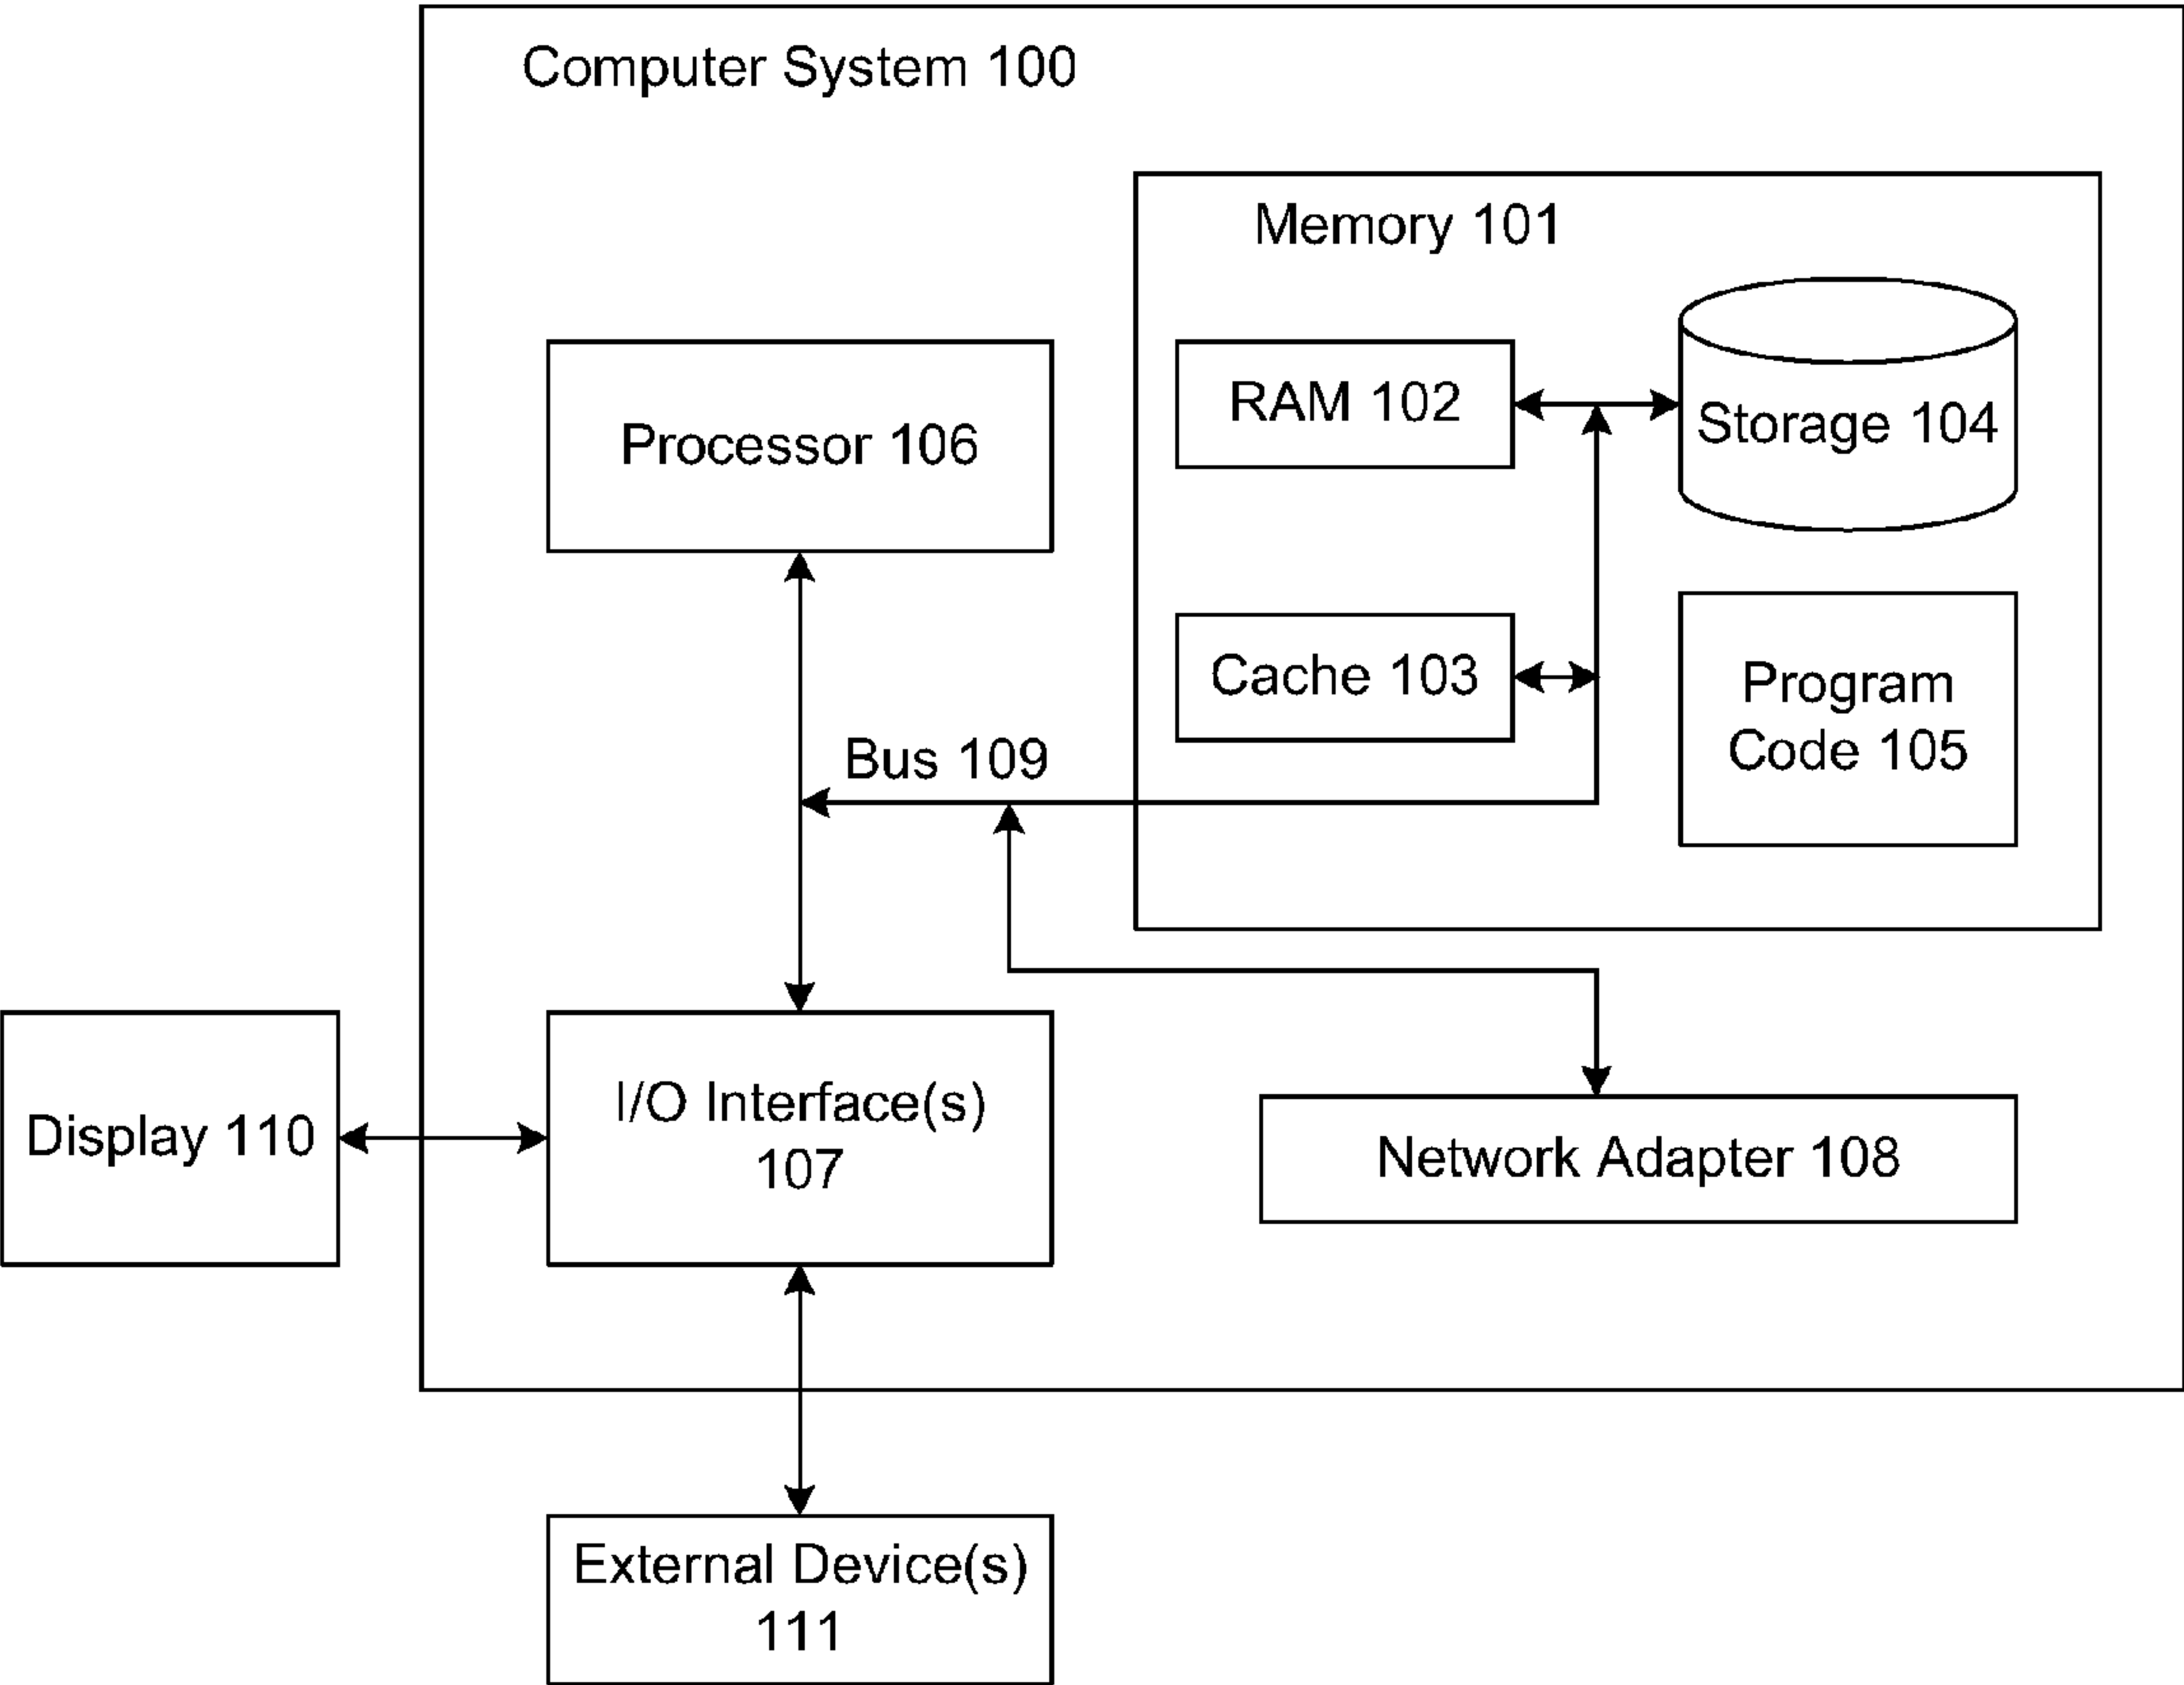 Computer System 100
Memory 101
RAM 102
Storage 104
Processor 106
Cache 103
Program
Code 105
Bus 109
I/O Interface(s)
107
Display 110
Network Adapter 108
External Device(s)
111